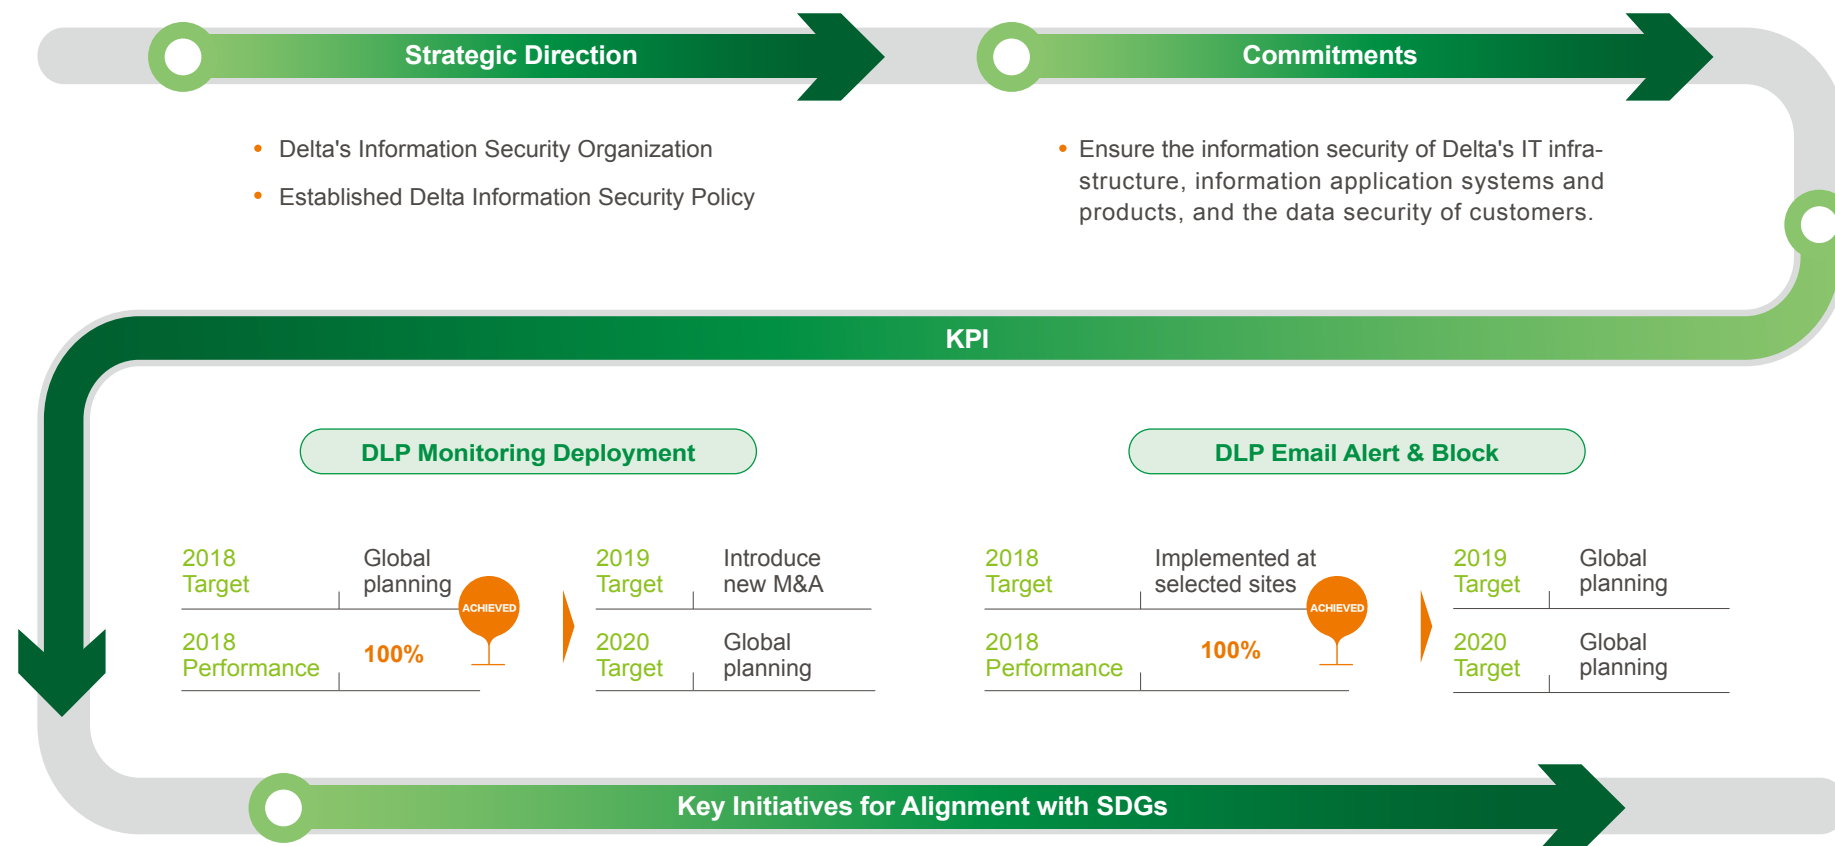 Strategic Direction
Commitments
• Delta's Information Security Organization
• Established Delta Information Security Policy
• Ensure the information security of Delta's IT infra-
structure, information application systems and
products, and the data security of customers.
KPI
DLP Monitoring Deployment
2018
Target
Global
planning
ACHIEVED
2018
Performance
100%
2019
Target
Introduce
new M&A
2020
Target
Global
planning
DLP Email Alert & Block
2018
Target
Implemented at
selected sites
ACHIEVED
2018
Performance
100%
2019
Target
Global
planning
2020
Target
Global
planning
Key Initiatives for Alignment with SDGs